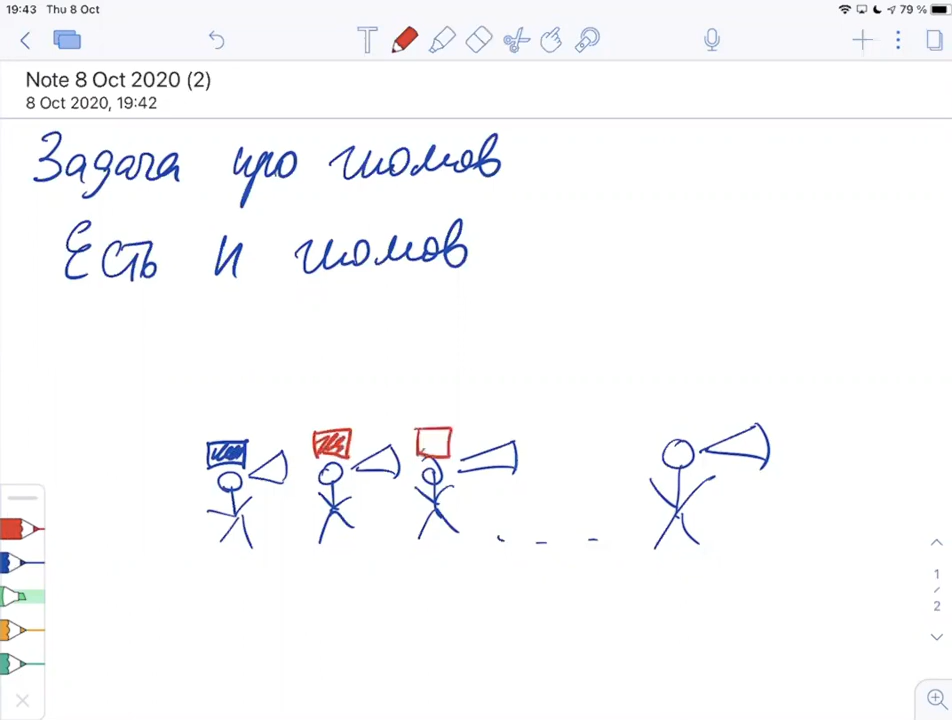 19:43 Thu 8 Oct 79 %
T
Note 8 Oct 2020 (2)
8 Oct 2020, 19:42
Задача про гномов
Есть n гномов
1
/
2